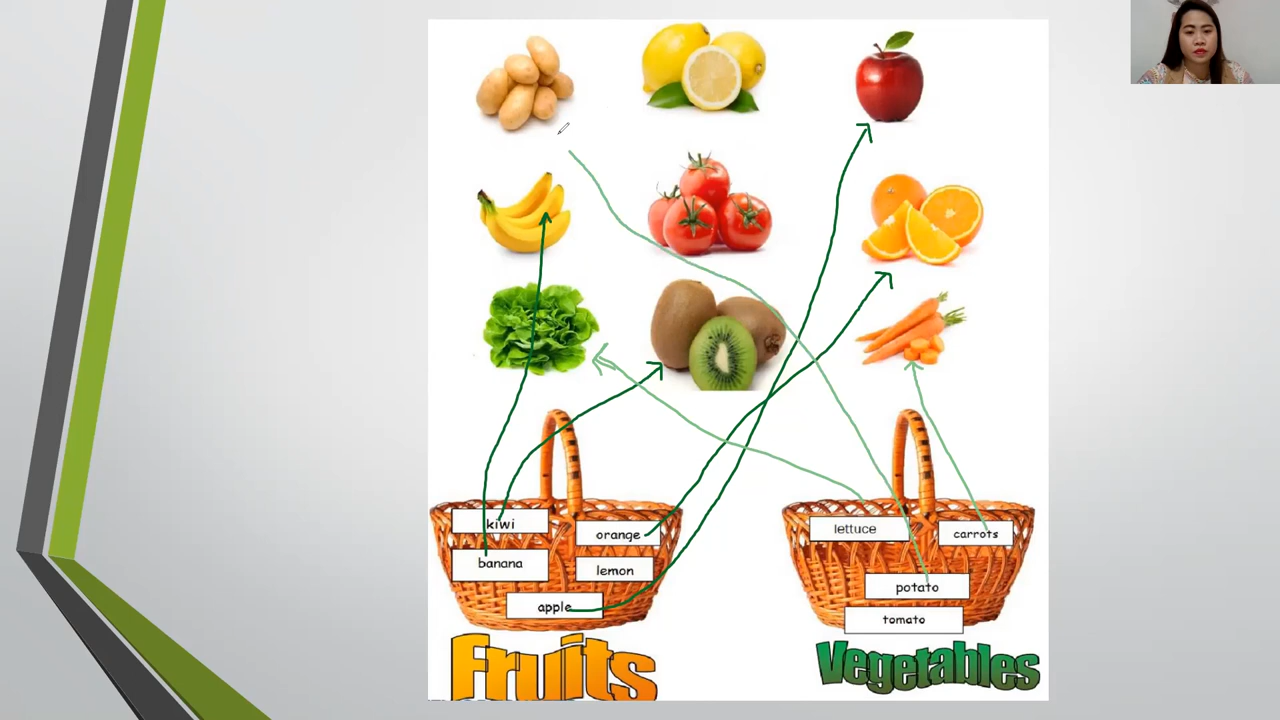 kiwi
orange
banana
lemon
apple
Fruits
lettuce
carrots
potato
tomato
Vegetables